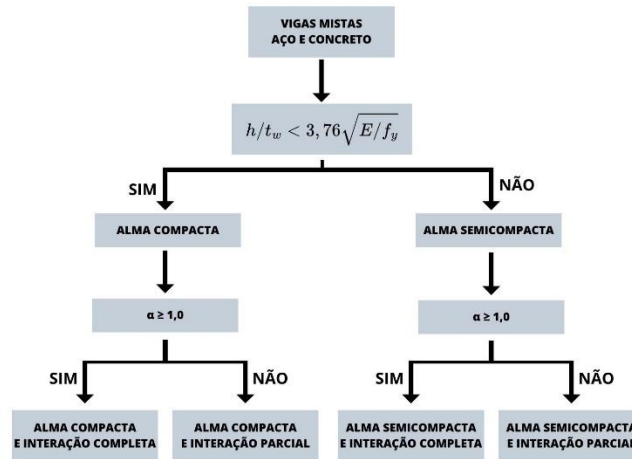 VIGAS MISTAS
AÇO E CONCRETO
h/t_w < 3,76√E/f_y
SIM
NÃO
ALMA COMPACTA
ALMA SEMICOMPACTA
α ≥ 1,0
α ≥ 1,0
SIM
NÃO
SIM
NÃO
ALMA COMPACTA
E INTERAÇÃO COMPLETA
ALMA COMPACTA
E INTERAÇÃO PARCIAL
ALMA SEMICOMPACTA
E INTERAÇÃO COMPLETA
ALMA SEMICOMPACTA
E INTERAÇÃO PARCIAL